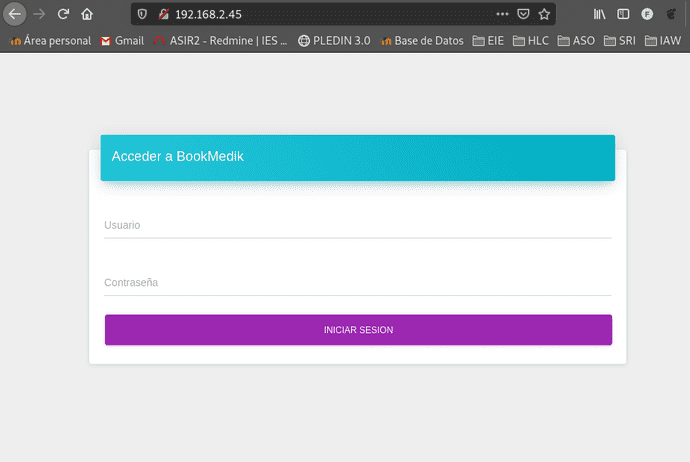 192.168.2.45
Área personal Gmail ASIR2 - Redmine | IES ... PLEDIN 3.0 Base de Datos EIE HLC ASO SRI IAW
Acceder a BookMedik
Usuario
Contraseña
INICIAR SESION